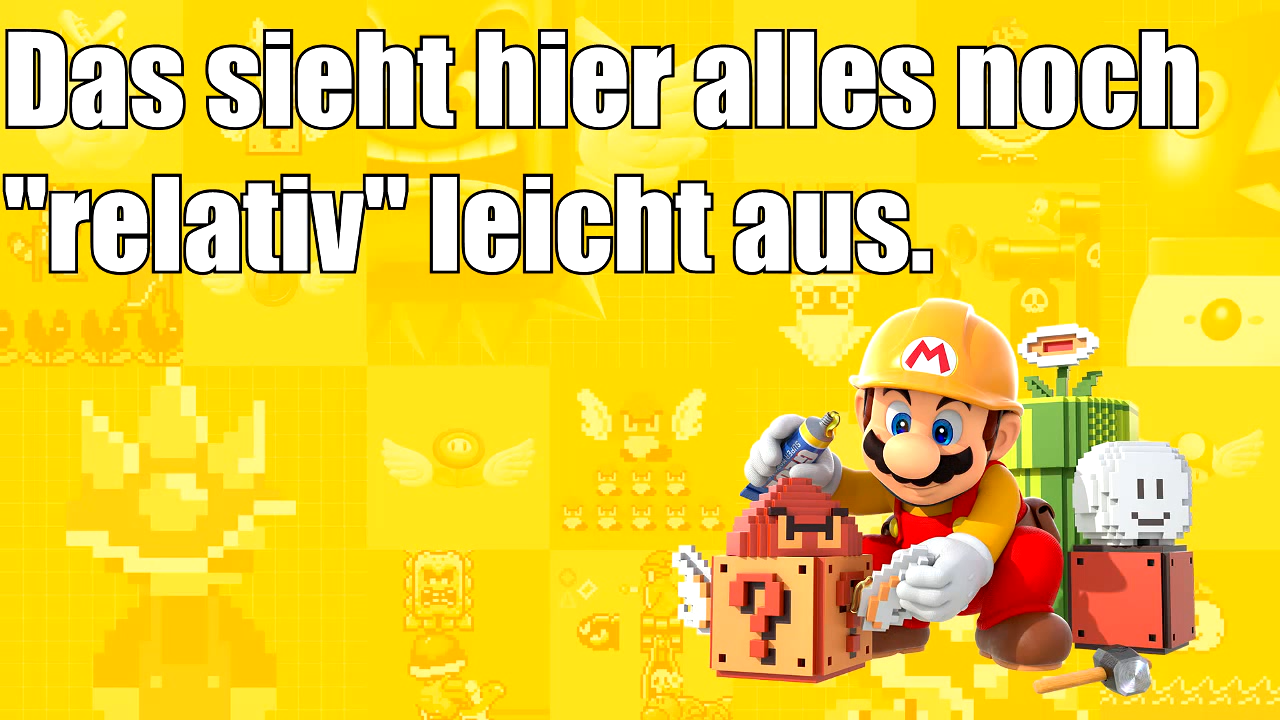 Das sieht hier alles noch
"relativ" leicht aus.
M
?